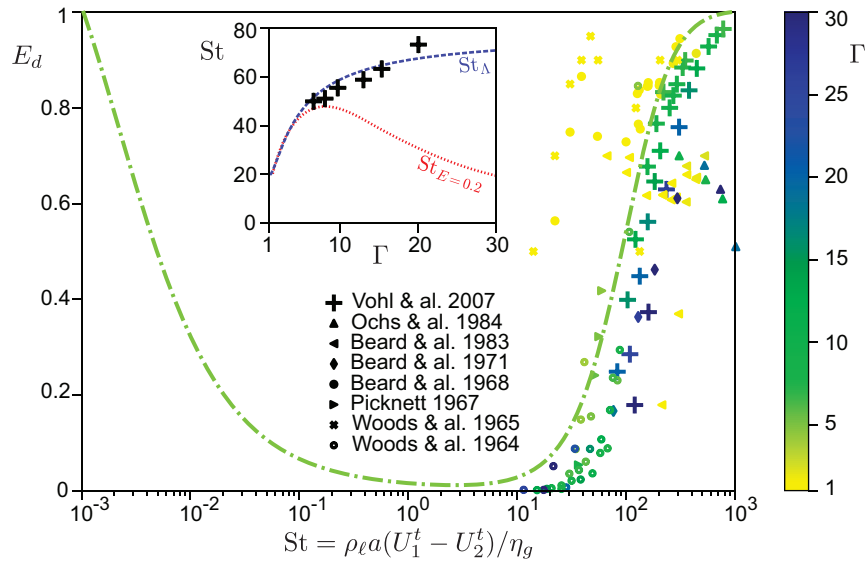 1
0.8
0.6
0.4
0.2
0
E_d
10^{-3} 10^{-2} 10^{-1} 10^0 10^1 10^2 10^3
St = ρ_ℓ a(U_1^t − U_2^t)/η_g
St
80
60
40
20
0
1 10 20 30
Γ
St_Λ
St_{E=0.2}
Vohl & al. 2007
Ochs & al. 1984
Beard & al. 1983
Beard & al. 1971
Beard & al. 1968
Picknett 1967
Woods & al. 1965
Woods & al. 1964
30
25
20
15
10
5
1
Γ